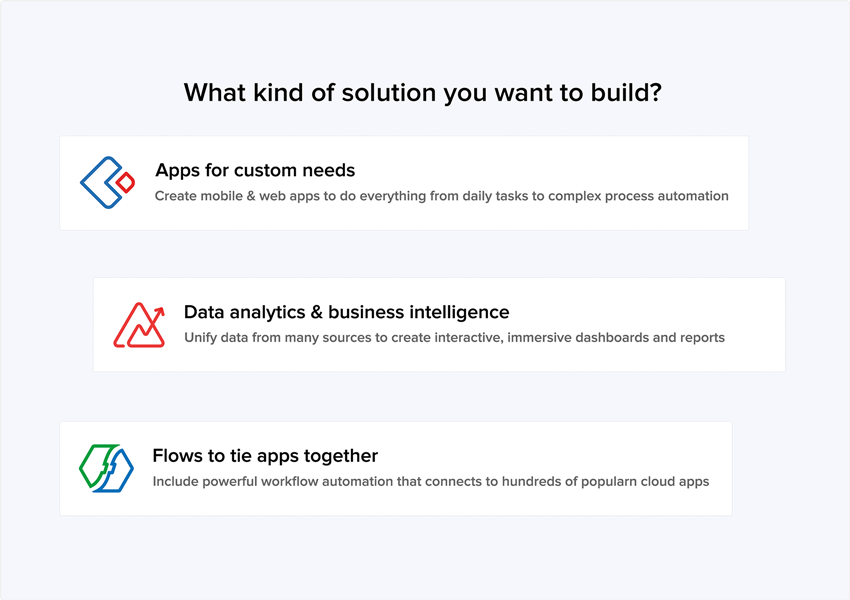 What kind of solution you want to build?
Apps for custom needs
Create mobile & web apps to do everything from daily tasks to complex process automation
Data analytics & business intelligence
Unify data from many sources to create interactive, immersive dashboards and reports
Flows to tie apps together
Include powerful workflow automation that connects to hundreds of popularn cloud apps